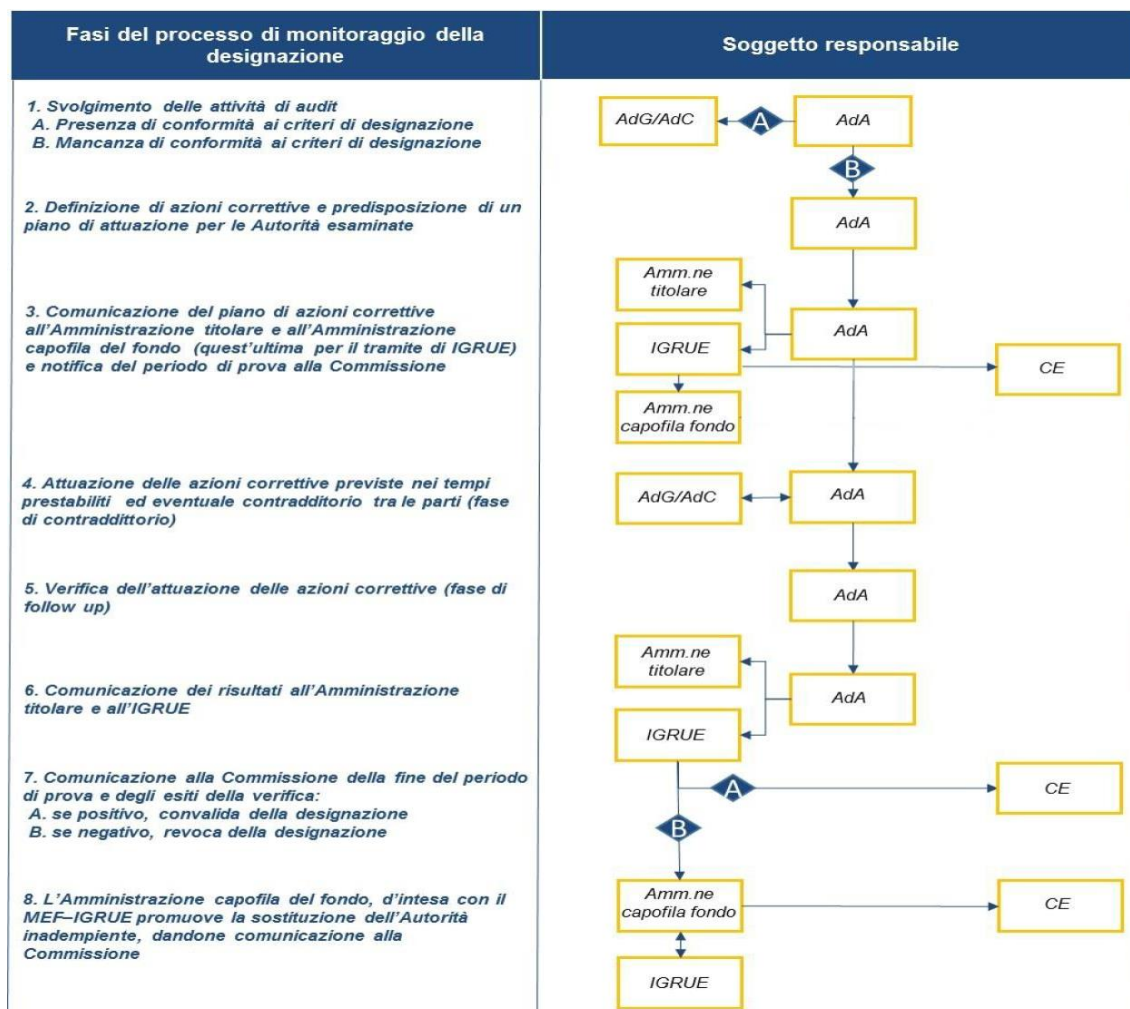 Fasi del processo di monitoraggio della
designazione
Soggetto responsabile
1. Svolgimento delle attività di audit
A. Presenza di conformità ai criteri di designazione
B. Mancanza di conformità ai criteri di designazione
AdG/AdC
A
AdA
B
2. Definizione di azioni correttive e predisposizione di un
piano di attuazione per le Autorità esaminate
AdA
3. Comunicazione del piano di azioni correttive
all'Amministrazione titolare e all'Amministrazione
capofila del fondo (quest'ultima per il tramite di IGRUE)
e notifica del periodo di prova alla Commissione
Amm.ne
titolare
AdA
IGRUE
CE
Amm.ne
capofila fondo
4. Attuazione delle azioni correttive previste nei tempi
prestabiliti ed eventuale contradditorio tra le parti (fase
di contraddittorio)
AdG/AdC
AdA
5. Verifica dell'attuazione delle azioni correttive (fase di
follow up)
AdA
6. Comunicazione dei risultati all'Amministrazione
titolare e all'IGRUE
Amm.ne
titolare
AdA
IGRUE
7. Comunicazione alla Commissione della fine del periodo
di prova e degli esiti della verifica:
A. se positivo, convalida della designazione
B. se negativo, revoca della designazione
A
CE
B
8. L'Amministrazione capofila del fondo, d'intesa con il
MEF–IGRUE promuove la sostituzione dell'Autorità
inadempiente, dandone comunicazione alla
Commissione
Amm.ne
capofila fondo
CE
IGRUE